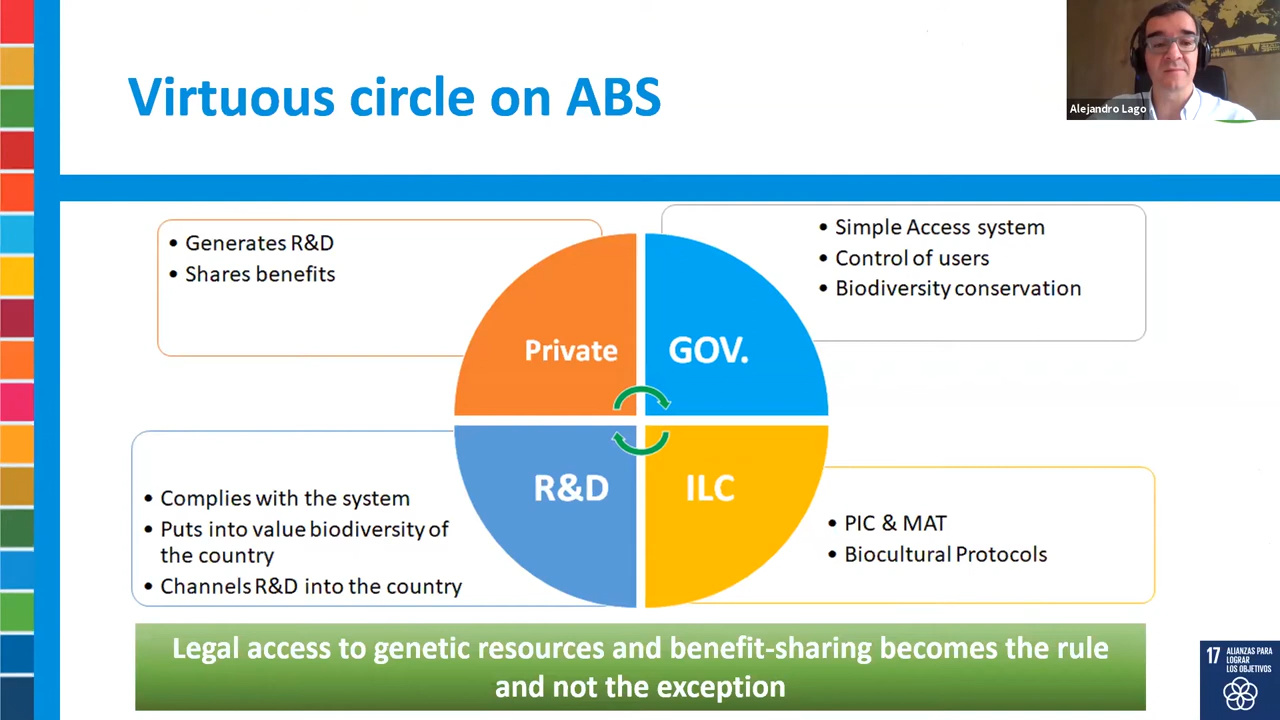 Virtuous circle on ABS
Alejandro Lago
• Generates R&D
• Shares benefits
• Simple Access system
• Control of users
• Biodiversity conservation
Private
GOV.
R&D
ILC
• Complies with the system
• Puts into value biodiversity of
the country
• Channels R&D into the country
• PIC & MAT
• Biocultural Protocols
Legal access to genetic resources and benefit-sharing becomes the rule
and not the exception
17 ALIANZAS PARA
LOGRAR
LOS OBJETIVOS